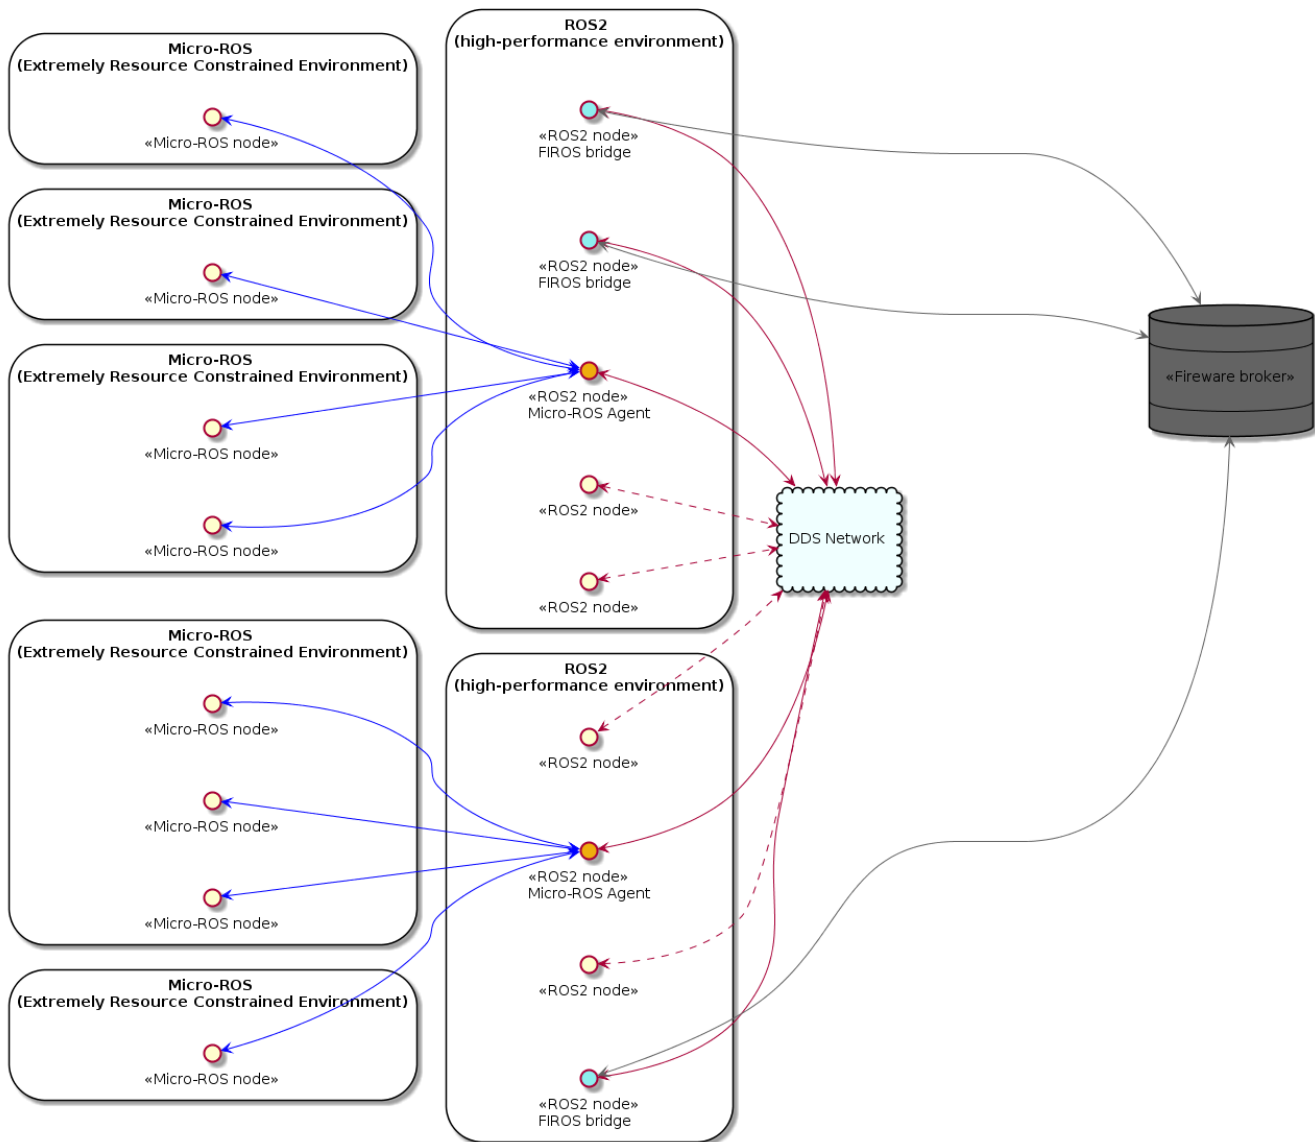 Micro-ROS
(Extremely Resource Constrained Environment)
«Micro-ROS node»
Micro-ROS
(Extremely Resource Constrained Environment)
«Micro-ROS node»
Micro-ROS
(Extremely Resource Constrained Environment)
«Micro-ROS node»
«Micro-ROS node»
Micro-ROS
(Extremely Resource Constrained Environment)
«Micro-ROS node»
«Micro-ROS node»
«Micro-ROS node»
Micro-ROS
(Extremely Resource Constrained Environment)
«Micro-ROS node»
ROS2
(high-performance environment)
«ROS2 node»
FIROS bridge
«ROS2 node»
FIROS bridge
«ROS2 node»
Micro-ROS Agent
«ROS2 node»
«ROS2 node»
ROS2
(high-performance environment)
«ROS2 node»
«ROS2 node»
Micro-ROS Agent
«ROS2 node»
«ROS2 node»
FIROS bridge
DDS Network
«Fireware broker»